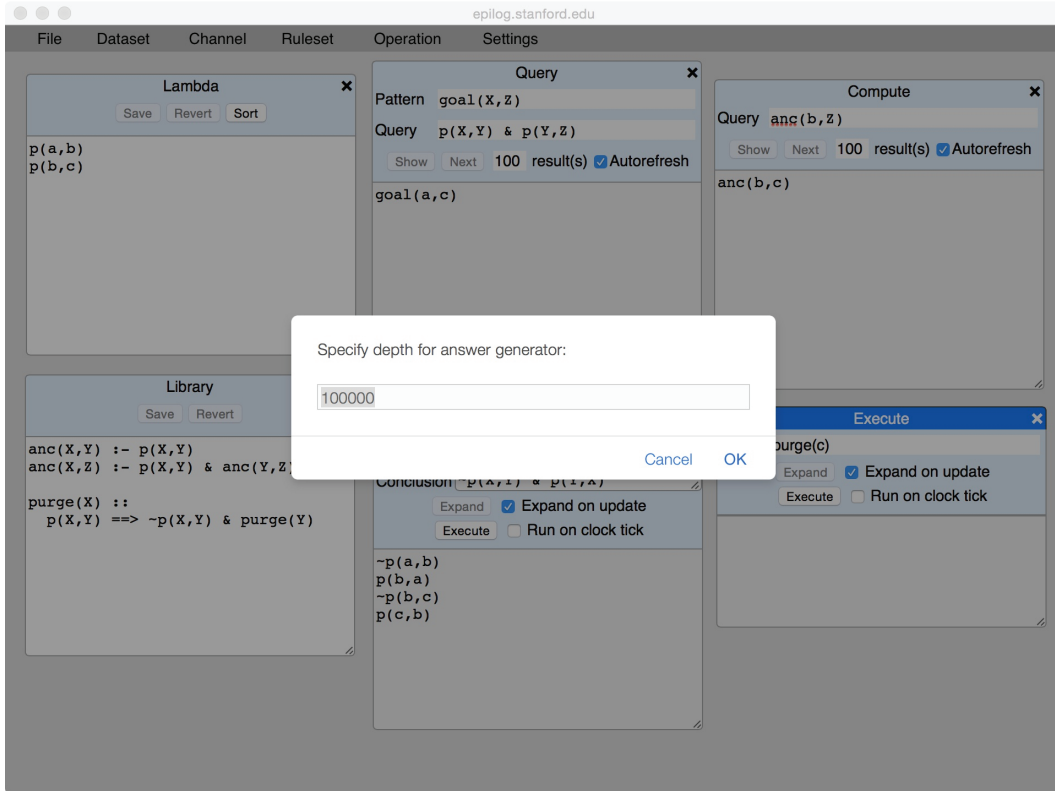 epilog.stanford.edu
File Dataset Channel Ruleset Operation Settings
Lambda
Save Revert Sort
p(a,b)
p(b,c)
Query
Pattern goal(X,Z)
Query p(X,Y) & p(Y,Z)
Show Next 100 result(s) Autorefresh
goal(a,c)
Compute
Query anc(b,Z)
Show Next 100 result(s) Autorefresh
anc(b,c)
Specify depth for answer generator:
100000
Cancel OK
Library
Save Revert
anc(X,Y) :- p(X,Y)
anc(X,Z) :- p(X,Y) & anc(Y,Z)
purge(X) ::
p(X,Y) ==> ~p(X,Y) & purge(Y)
Conclusion ~p(X,Y) & p(Y,X)
Expand Expand on update
Execute Run on clock tick
~p(a,b)
p(b,a)
~p(b,c)
p(c,b)
Execute
purge(c)
Expand Expand on update
Execute Run on clock tick